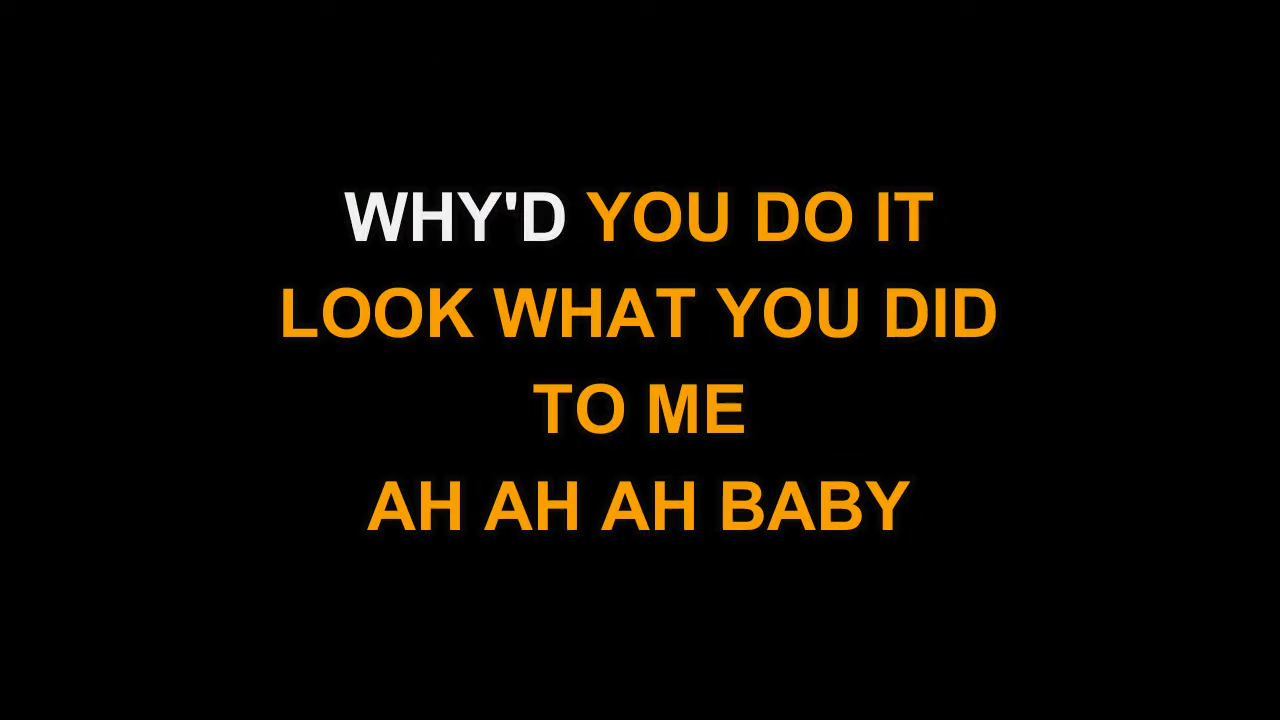 WHY'D YOU DO IT
LOOK WHAT YOU DID
TO ME
AH AH AH BABY